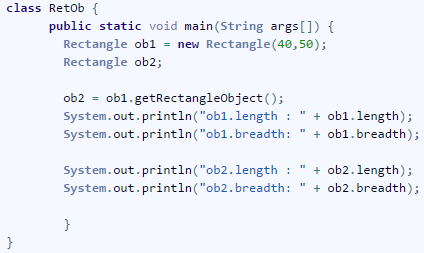 class RetOb {
      public static void main(String args[]) {
        Rectangle ob1 = new Rectangle(40,50);
        Rectangle ob2;

        ob2 = ob1.getRectangleObject();
        System.out.println("ob1.length : " + ob1.length);
        System.out.println("ob1.breadth: " + ob1.breadth);

        System.out.println("ob2.length : " + ob2.length);
        System.out.println("ob2.breadth: " + ob2.breadth);

        }
}